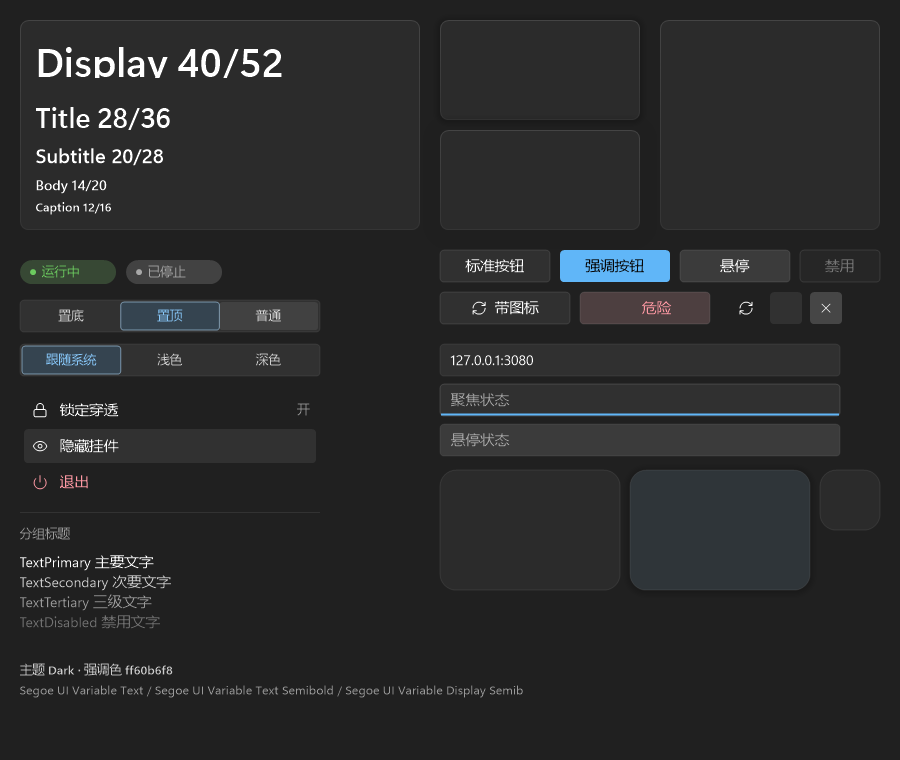 Display 40/52
Title 28/36
Subtitle 20/28
Body 14/20
Caption 12/16
运行中 已停止
置底 置顶 普通
跟随系统 浅色 深色
锁定穿透 开
隐藏挂件
退出
分组标题
TextPrimary 主要文字
TextSecondary 次要文字
TextTertiary 三级文字
TextDisabled 禁用文字
主题 Dark · 强调色 ff60b6f8
Segoe UI Variable Text / Segoe UI Variable Text Semibold / Segoe UI Variable Display Semib
标准按钮 强调按钮 悬停 禁用
带图标 危险
127.0.0.1:3080
聚焦状态
悬停状态